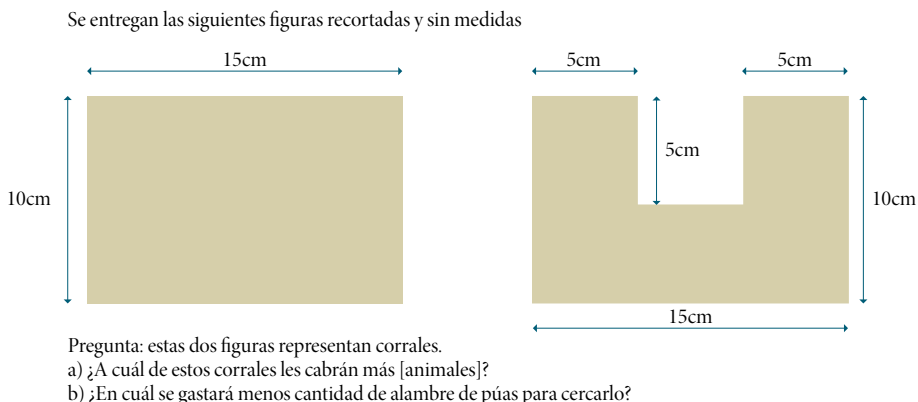 Se entregan las siguientes figuras recortadas y sin medidas
15cm
5cm
5cm
5cm
10cm
10cm
15cm
Pregunta: estas dos figuras representan corrales.
a) ¿A cuál de estos corrales les cabrán más [animales]?
b) ¿En cuál se gastará menos cantidad de alambre de púas para cercarlo?